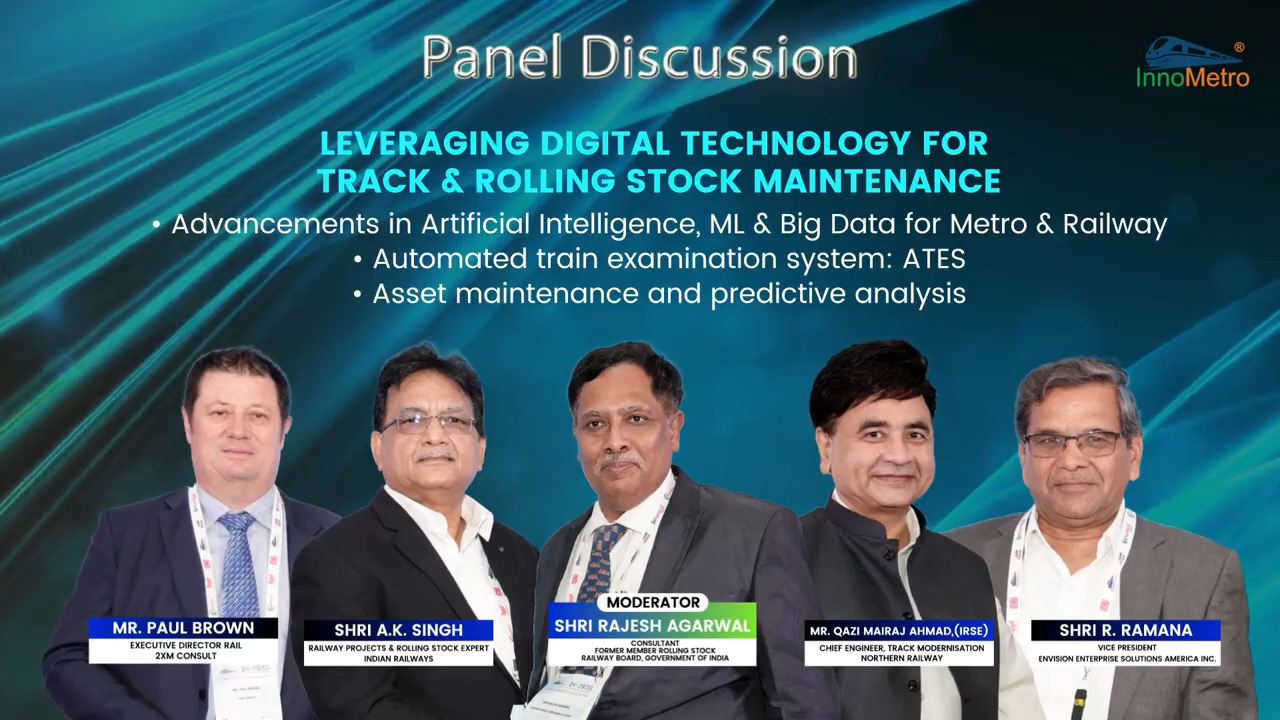 Panel Discussion
InnoMetro®
LEVERAGING DIGITAL TECHNOLOGY FOR
TRACK & ROLLING STOCK MAINTENANCE
• Advancements in Artificial Intelligence, ML & Big Data for Metro & Railway
• Automated train examination system: ATES
• Asset maintenance and predictive analysis
MR. PAUL BROWN
EXECUTIVE DIRECTOR RAIL
2XM CONSULT
SHRI A.K. SINGH
RAILWAY PROJECTS & ROLLING STOCK EXPERT
INDIAN RAILWAYS
MODERATOR
SHRI RAJESH AGARWAL
CONSULTANT
FORMER MEMBER ROLLING STOCK
RAILWAY BOARD, GOVERNMENT OF INDIA
MR. QAZI MAIRAJ AHMAD,(IRSE)
CHIEF ENGINEER, TRACK MODERNISATION
NORTHERN RAILWAY
SHRI R. RAMANA
VICE PRESIDENT
ENVISION ENTERPRISE SOLUTIONS AMERICA INC.